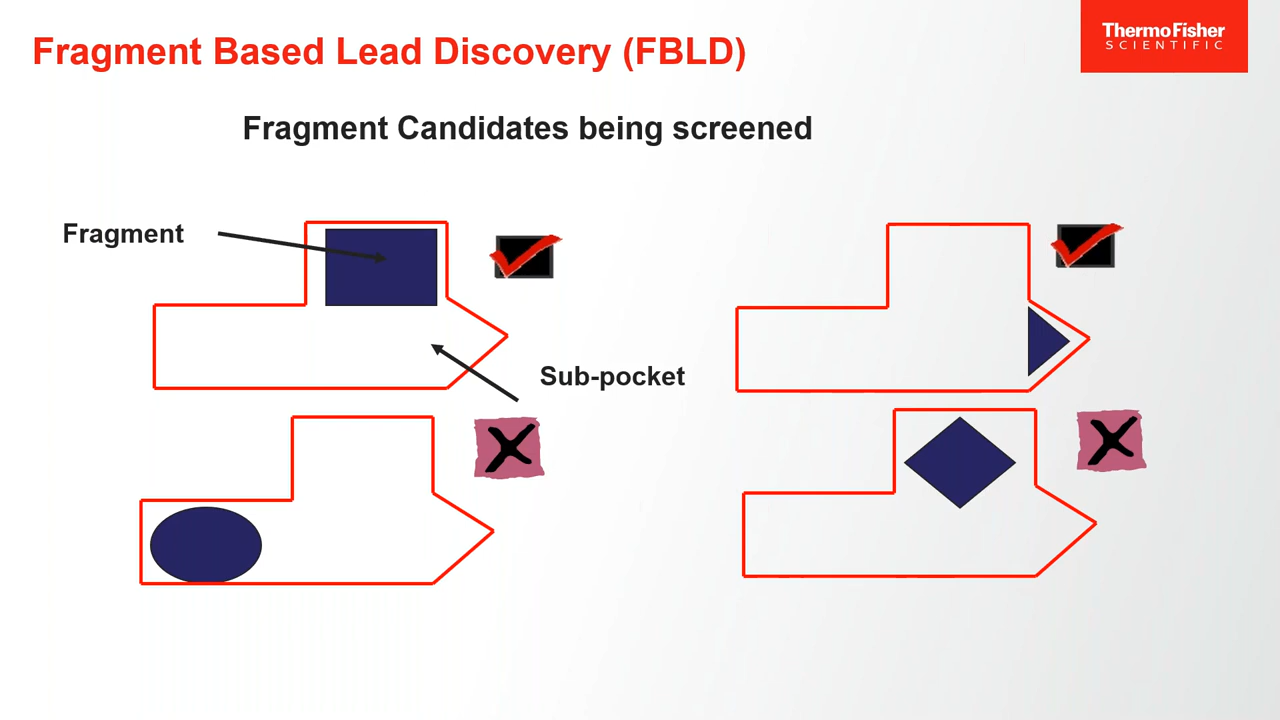 Fragment Based Lead Discovery (FBLD)
ThermoFisher
SCIENTIFIC
Fragment Candidates being screened
Fragment
Sub-pocket